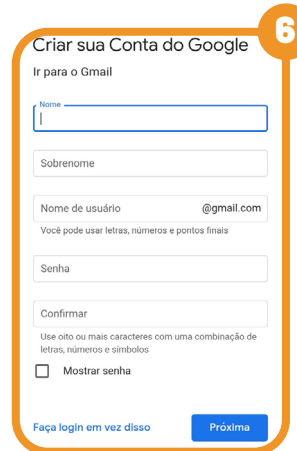 6
Criar sua Conta do Google
Ir para o Gmail
Nome
Sobrenome
Nome de usuário @gmail.com
Você pode usar letras, números e pontos finais
Senha
Confirmar
Use oito ou mais caracteres com uma combinação de
letras, números e símbolos
Mostrar senha
Faça login em vez disso Próxima